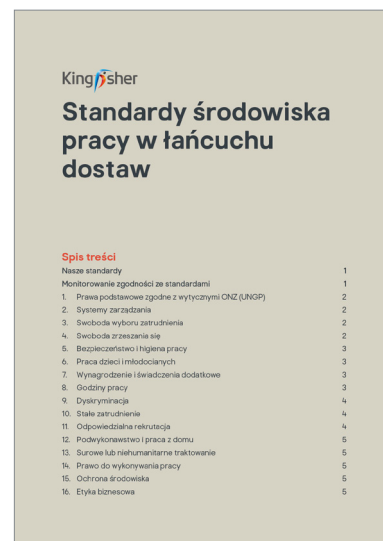 Kingfisher
Standardy środowiska
pracy w łańcuchu
dostaw
Spis treści
Nasze standardy 1
Monitorowanie zgodności ze standardami 1
1. Prawa podstawowe zgodne z wytycznymi ONZ (UNGP) 2
2. Systemy zarządzania 2
3. Swoboda wyboru zatrudnienia 2
4. Swoboda zrzeszania się 2
5. Bezpieczeństwo i higiena pracy 3
6. Praca dzieci i młodocianych 3
7. Wynagrodzenie i świadczenia dodatkowe 3
8. Godziny pracy 3
9. Dyskryminacja 4
10. Stałe zatrudnienie 4
11. Odpowiedzialna rekrutacja 4
12. Podwykonawstwo i praca z domu 5
13. Surowe lub niehumanitarne traktowanie 5
14. Prawo do wykonywania pracy 5
15. Ochrona środowiska 5
16. Etyka biznesowa 5